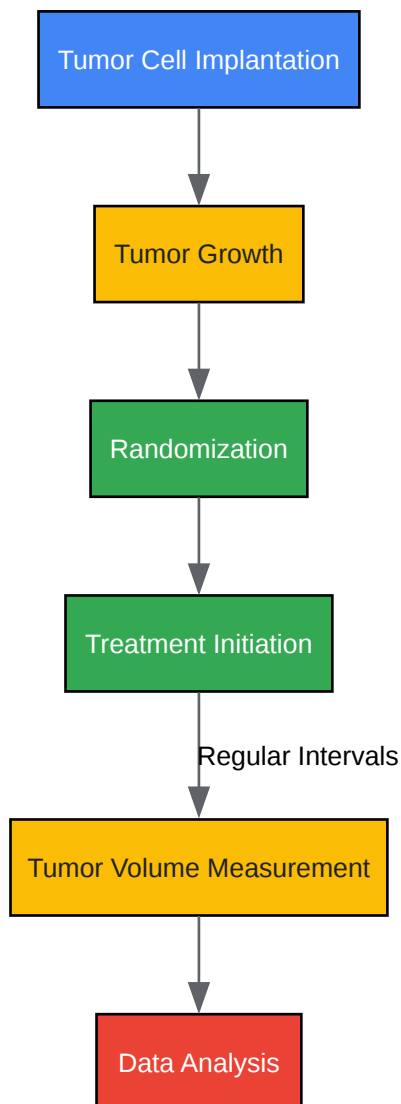 Tumor Cell Implantation
Tumor Growth
Randomization
Treatment Initiation
Regular Intervals
Tumor Volume Measurement
Data Analysis